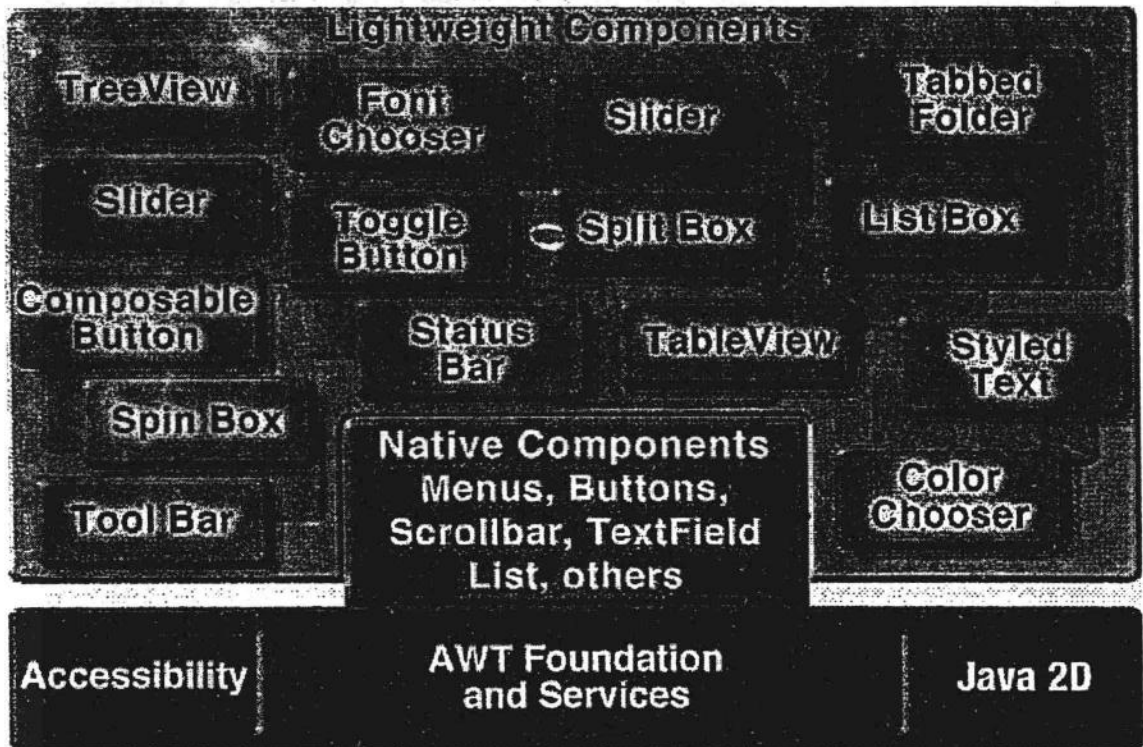 Lightweight Components
TreeView
Font
Chooser
Slider
Tabbed
Folder
Slider
Toggle
Button
Split Box
List Box
Composable
Button
Status
Bar
TableView
Styled
Text
Spin Box
Native Components
Menus, Buttons,
Scrollbar, TextField
List, others
Color
Chooser
Tool Bar
Accessibility
AWT Foundation
and Services
Java 2D